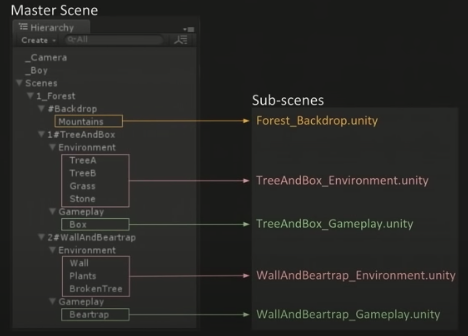 Master Scene
Hierarchy
Create All
_Camera
_Boy
Scenes
1_Forest
#Backdrop
Mountains
1#TreeAndBox
Environment
TreeA
TreeB
Grass
Stone
Gameplay
Box
2#WallAndBeartrap
Environment
Wall
Plants
BrokenTree
Gameplay
Beartrap
Sub-scenes
Forest_Backdrop.unity
TreeAndBox_Environment.unity
TreeAndBox_Gameplay.unity
WallAndBeartrap_Environment.unity
WallAndBeartrap_Gameplay.unity